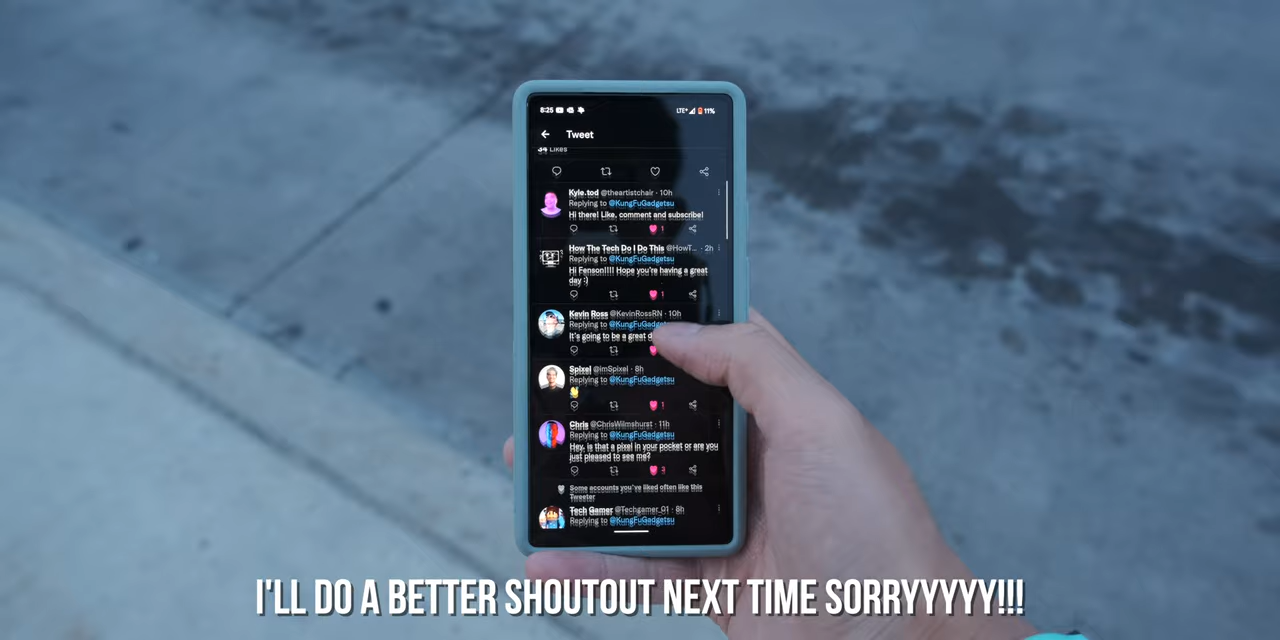 8:25
LTE+ 11%
Tweet
34 Likes
Kyle.tod @theartistchair · 10h
Replying to @KungFuGadgetsu
Hi there! Like, comment and subscribe!
1
How The Tech Do I Do This @HowT... · 2h
Replying to @KungFuGadgetsu
Hi Fenson!!!! Hope you're having a great
day :)
1
Kevin Ross @KevinRossRN · 10h
Replying to @KungFuGadgetsu
It's going to be a great
Spixel @imSpixel · 8h
Replying to @KungFuGadgetsu
1
Chris @ChrisWilmshurst · 11h
Replying to @KungFuGadgetsu
Hey, is that a pixel in your pocket or are you
just pleased to see me?
3
Some accounts you've liked often like this
Tweeter
Tech Gamer @Techgamer_01 · 8h
Replying to @KungFuGadgetsu
I'LL DO A BETTER SHOUTOUT NEXT TIME SORRYYYYY!!!